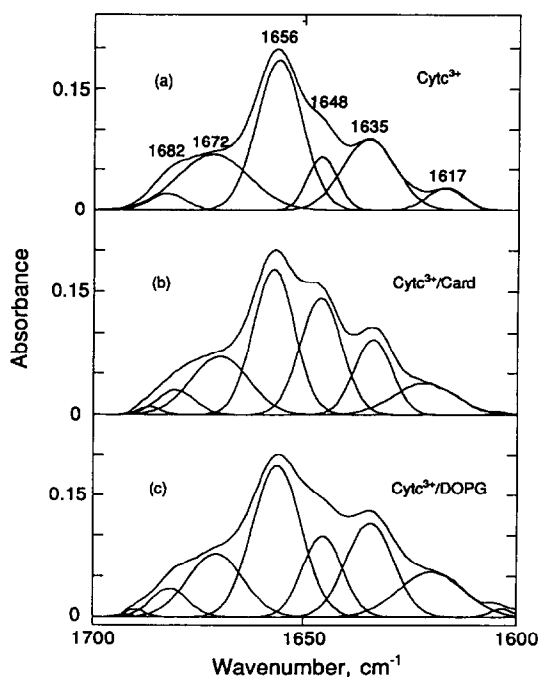 1656
(a)
Cytc³⁺
0.15
1648
1682
1672
1635
1617
0
(b)
Cytc³⁺/Card
0.15
Absorbance
0
(c)
Cytc³⁺/DOPG
0.15
0
1700
1650
1600
Wavenumber, cm⁻¹